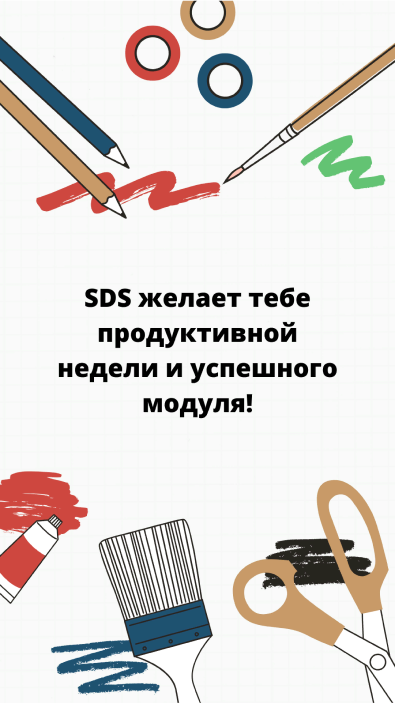 SDS желает тебе
продуктивной
недели и успешного
модуля!